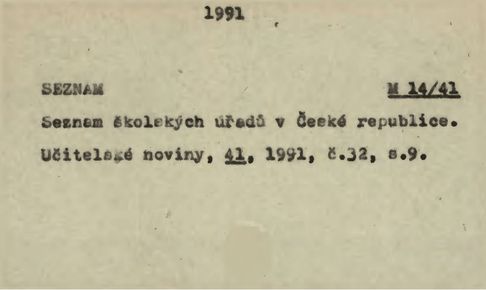 1991
SEZNAM M 14/41
Seznam školských úřadů v České republice.
Učitelské noviny, 41, 1991, č.32, s.9.